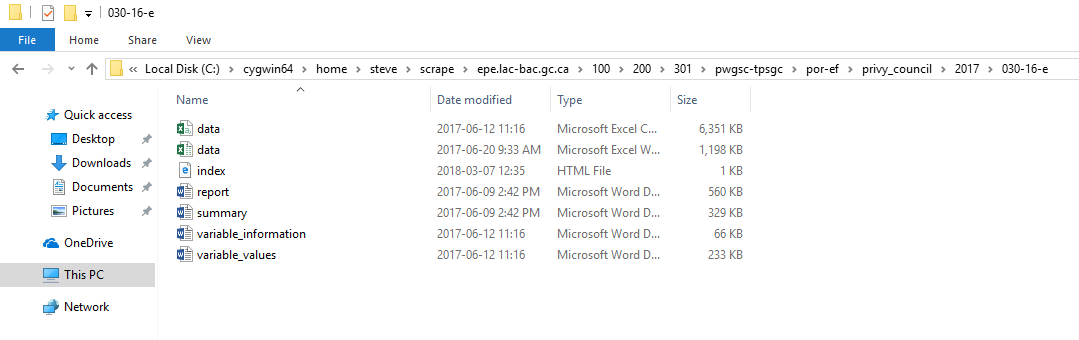 030-16-e
File Home Share View
« Local Disk (C:) › cygwin64 › home › steve › scrape › epe.lac-bac.gc.ca › 100 › 200 › 301 › pwgsc-tpsgc › por-ef › privy_council › 2017 › 030-16-e
Quick access
Desktop
Downloads
Documents
Pictures
OneDrive
This PC
Network
Name Date modified Type Size
data 2017-06-12 11:16 Microsoft Excel C... 6,351 KB
data 2017-06-20 9:33 AM Microsoft Excel W... 1,198 KB
index 2018-03-07 12:35 HTML File 1 KB
report 2017-06-09 2:42 PM Microsoft Word D... 560 KB
summary 2017-06-09 2:42 PM Microsoft Word D... 329 KB
variable_information 2017-06-12 11:16 Microsoft Word D... 66 KB
variable_values 2017-06-12 11:16 Microsoft Word D... 233 KB